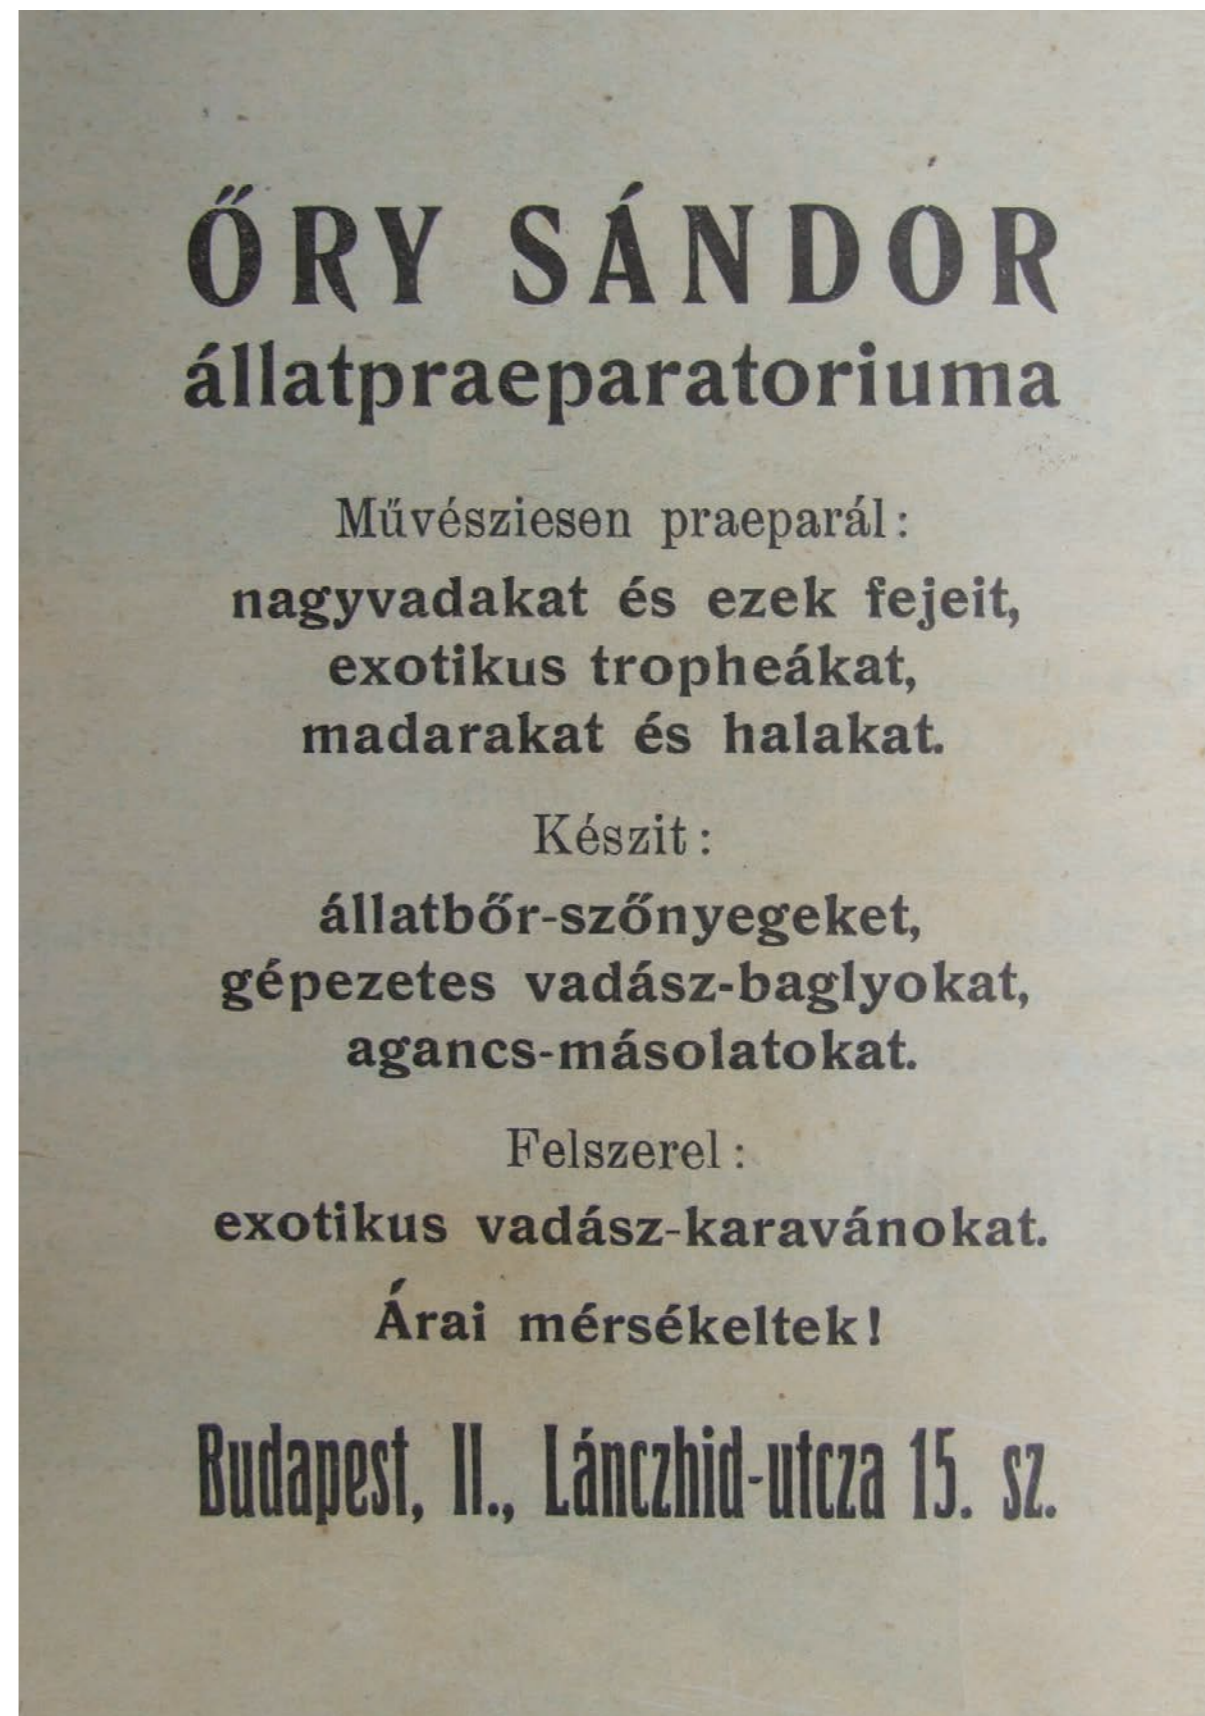 ŐRY SÁNDOR
állatpraeparatoriuma
Művésziesen praeparál:
nagyvadakat és ezek fejeit,
exotikus tropheákat,
madarakat és halakat.
Készit:
állatbőr-szőnyegeket,
gépezetes vadász-baglyokat,
agancs-másolatokat.
Felszerel:
exotikus vadász-karavánokat.
Árai mérsékeltek!
Budapest, II., Lánczhid-utcza 15. sz.